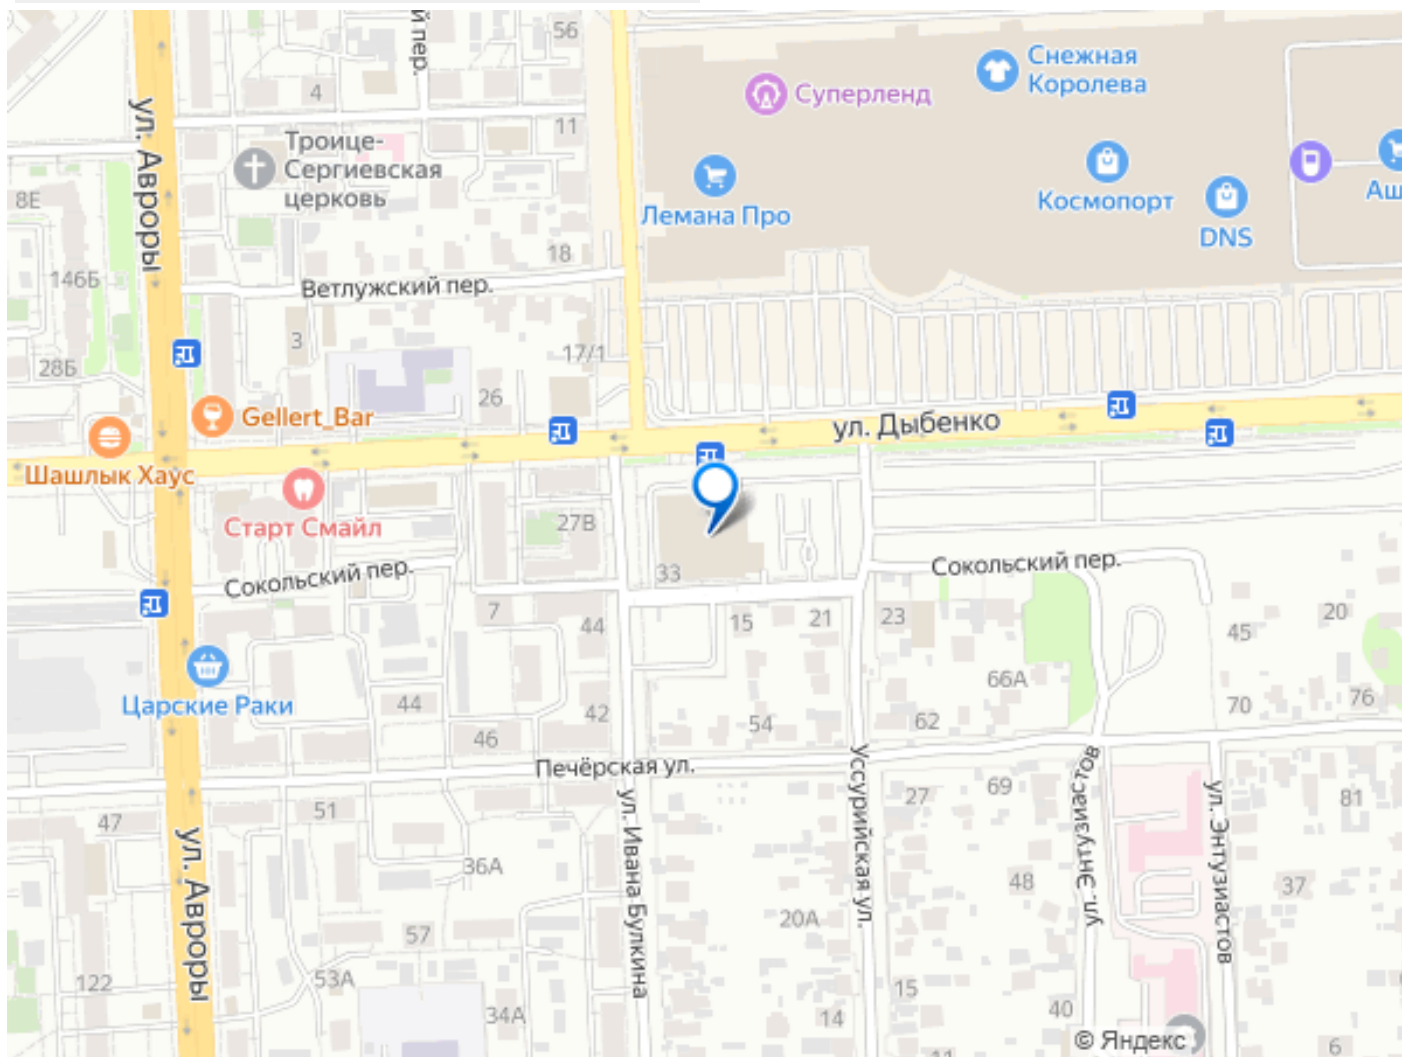 й пер.
56
Снежная
Королева
4
Суперленд
ул. Авроры
11
Троице-
Сергиевская
церковь
8Е
Лемана Про
Космопорт
DNS
Аш
18
146Б
Ветлужский пер.
3
17/1
28Б
26
Gellert_Bar
ул. Дыбенко
Шашлык Хаус
Старт Смайл
27В
33
Сокольский пер.
Сокольский пер.
7
44
15
21
23
45
20
Царские Раки
44
42
46
54
62
66А
70
76
Печёрская ул.
51
47
27
69
81
ул. Авроры
ул. Ивана Булкина
Уссурийская ул.
ул. Энтузиастов
ул. Энтузиастов
36А
48
37
57
20А
122
53А
34А
15
14
40
11
6
© Яндекс